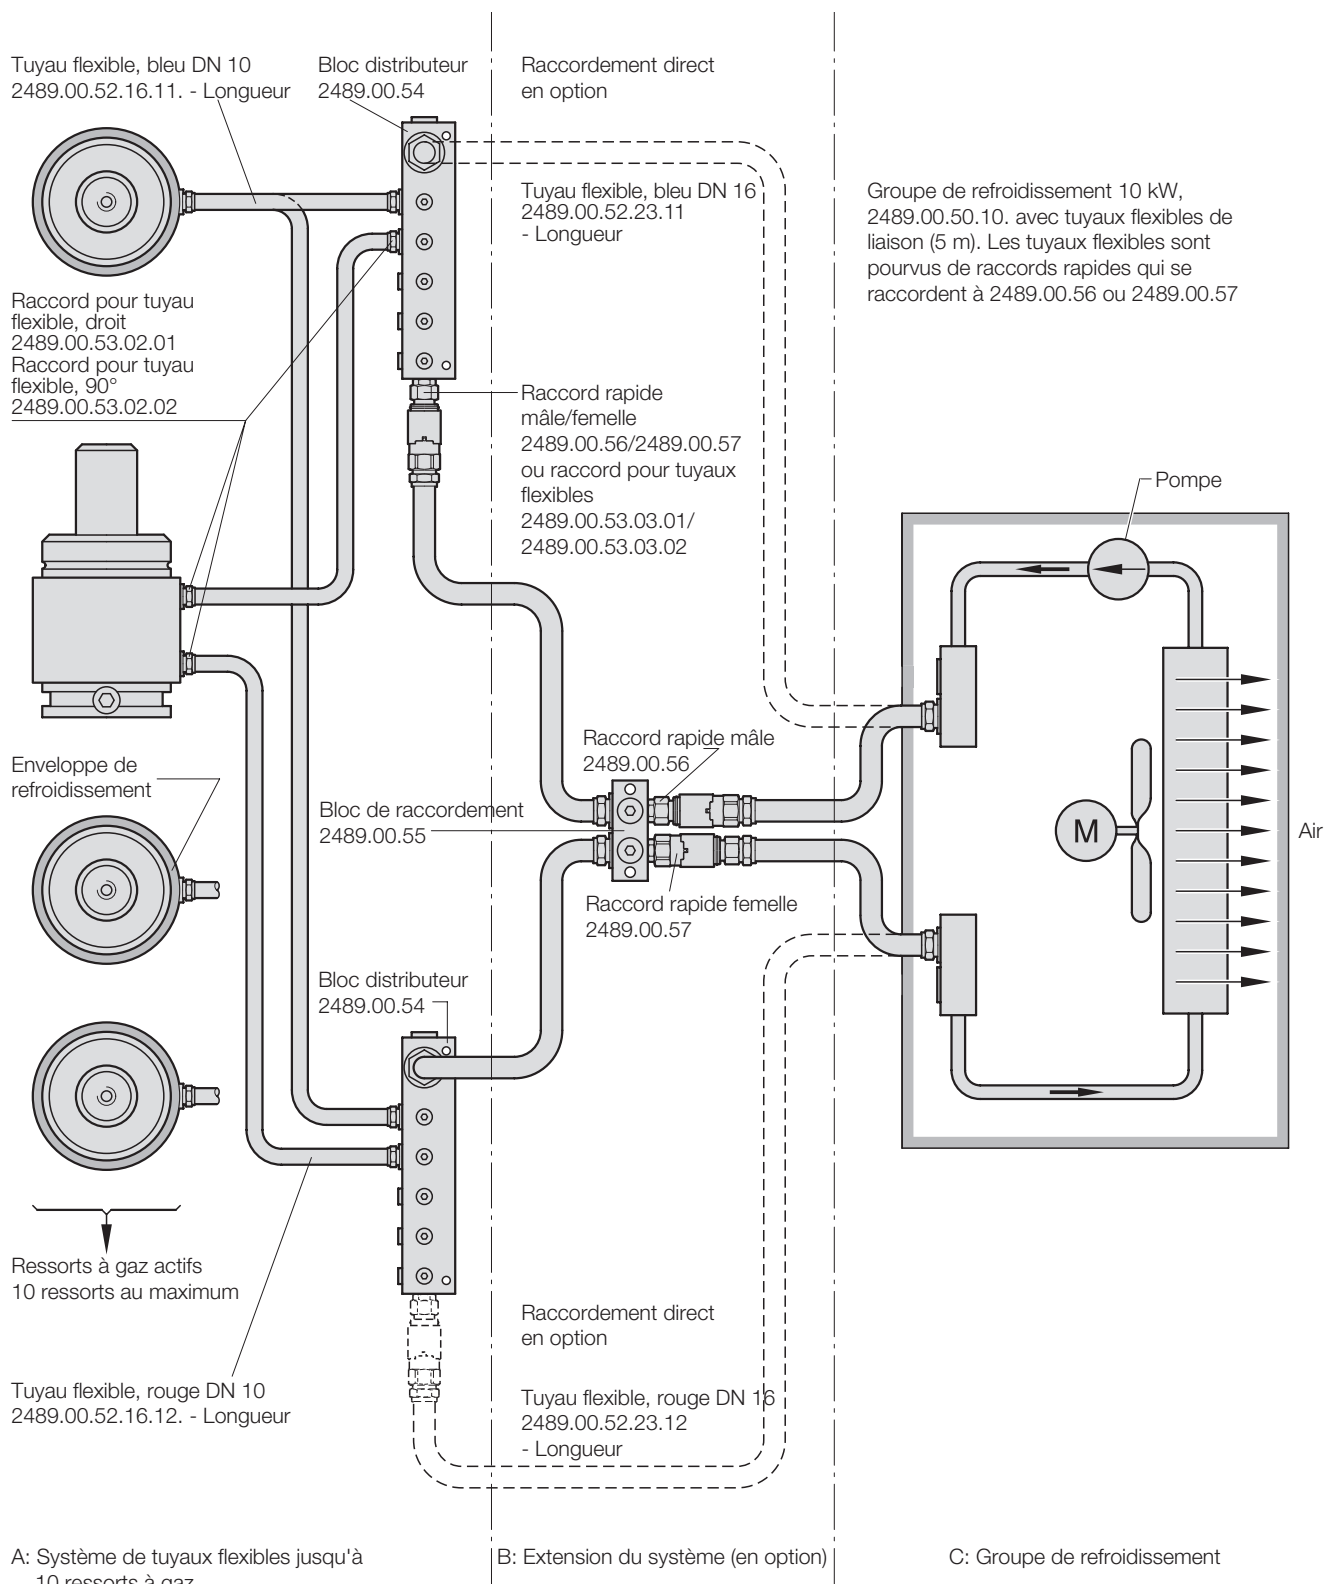 Tuyau flexible, bleu DN 10
2489.00.52.16.11. - Longueur
Bloc distributeur
2489.00.54
Raccordement direct
en option
Tuyau flexible, bleu DN 16
2489.00.52.23.11
- Longueur
Groupe de refroidissement 10 kW,
2489.00.50.10. avec tuyaux flexibles de
liaison (5 m). Les tuyaux flexibles sont
pourvus de raccords rapides qui se
raccordent à 2489.00.56 ou 2489.00.57
Raccord pour tuyau
flexible, droit
2489.00.53.02.01
Raccord pour tuyau
flexible, 90°
2489.00.53.02.02
Raccord rapide
mâle/femelle
2489.00.56/2489.00.57
ou raccord pour tuyaux
flexibles
2489.00.53.03.01/
2489.00.53.03.02
Pompe
Raccord rapide mâle
2489.00.56
Enveloppe de
refroidissement
Bloc de raccordement
2489.00.55
M
Air
Raccord rapide femelle
2489.00.57
Bloc distributeur
2489.00.54
Ressorts à gaz actifs
10 ressorts au maximum
Raccordement direct
en option
Tuyau flexible, rouge DN 10
2489.00.52.16.12. - Longueur
Tuyau flexible, rouge DN 16
2489.00.52.23.12
- Longueur
A: Système de tuyaux flexibles jusqu'à
10 ressorts à gaz
B: Extension du système (en option)
C: Groupe de refroidissement